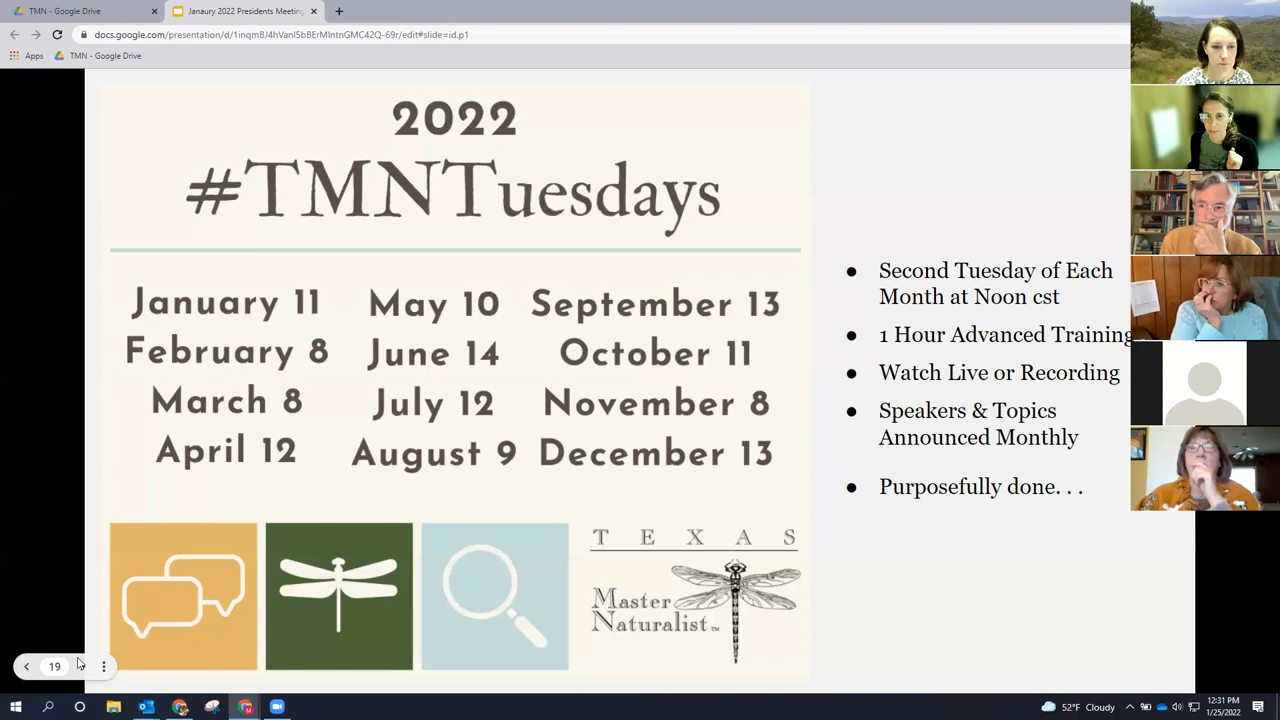 TMN - Google Drive
Janaury 2022 Presidents Meeting
docs.google.com/presentation/d/1inqmBJ4hVanI5bBErMIntnGMC42Q-69r/edit#slide=id.p1
Apps
TMN - Google Drive
2022
#TMNTuesdays
January 11
February 8
March 8
April 12
May 10
June 14
July 12
August 9
September 13
October 11
November 8
December 13
TEXAS
Master
Naturalist™
● Second Tuesday of Each
Month at Noon cst
● 1 Hour Advanced Training
● Watch Live or Recording
● Speakers & Topics
Announced Monthly
● Purposefully done. . .
19
52°F Cloudy
12:31 PM
1/25/2022